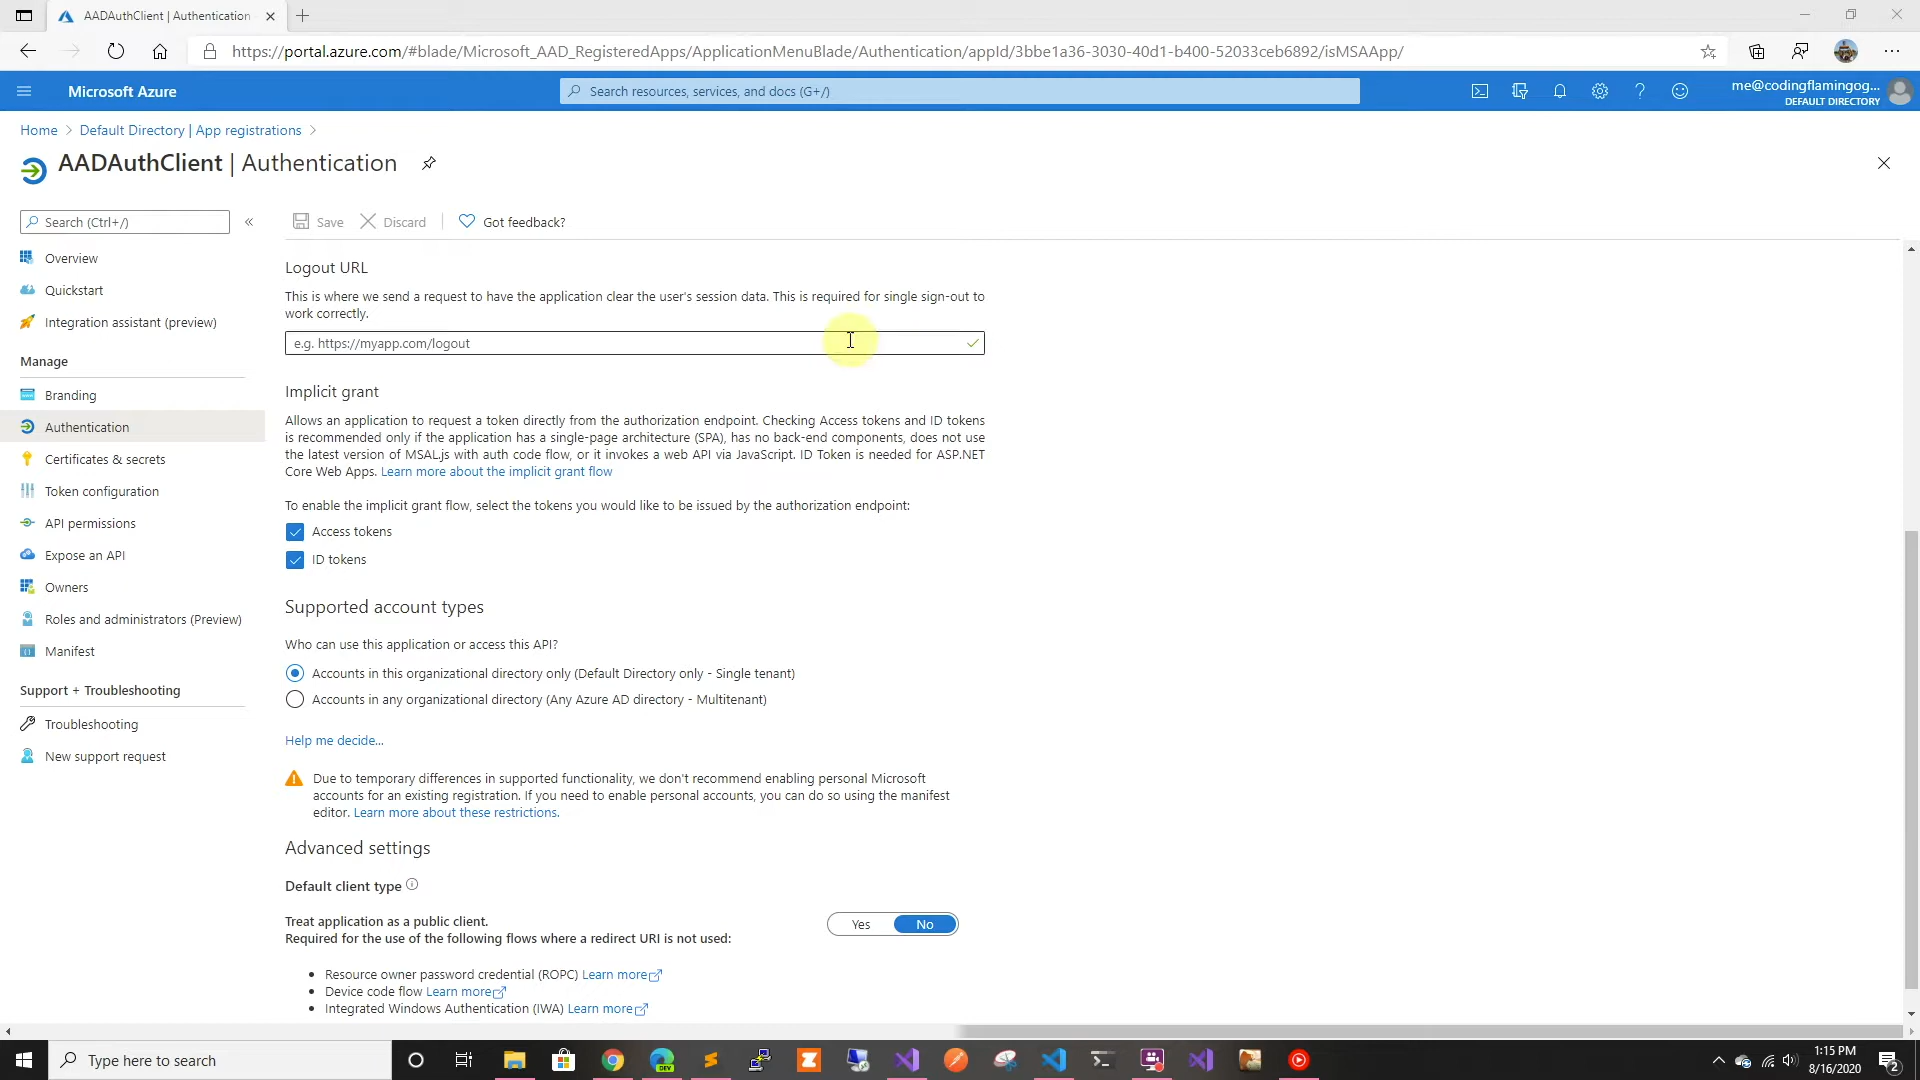 AADAuthClient | Authentication
https://portal.azure.com/#blade/Microsoft_AAD_RegisteredApps/ApplicationMenuBlade/Authentication/appId/3bbe1a36-3030-40d1-b400-52033ceb6892/isMSAApp/
Microsoft Azure
Search resources, services, and docs (G+/)
me@codingflamingog...
DEFAULT DIRECTORY
Home > Default Directory | App registrations >
AADAuthClient | Authentication
Search (Ctrl+/)
Overview
Quickstart
Integration assistant (preview)
Manage
Branding
Authentication
Certificates & secrets
Token configuration
API permissions
Expose an API
Owners
Roles and administrators (Preview)
Manifest
Support + Troubleshooting
Troubleshooting
New support request
Save
Discard
Got feedback?
Logout URL
This is where we send a request to have the application clear the user's session data. This is required for single sign-out to
work correctly.
e.g. https://myapp.com/logout
Implicit grant
Allows an application to request a token directly from the authorization endpoint. Checking Access tokens and ID tokens
is recommended only if the application has a single-page architecture (SPA), has no back-end components, does not use
the latest version of MSAL.js with auth code flow, or it invokes a web API via JavaScript. ID Token is needed for ASP.NET
Core Web Apps. Learn more about the implicit grant flow
To enable the implicit grant flow, select the tokens you would like to be issued by the authorization endpoint:
Access tokens
ID tokens
Supported account types
Who can use this application or access this API?
Accounts in this organizational directory only (Default Directory only - Single tenant)
Accounts in any organizational directory (Any Azure AD directory - Multitenant)
Help me decide...
Due to temporary differences in supported functionality, we don't recommend enabling personal Microsoft
accounts for an existing registration. If you need to enable personal accounts, you can do so using the manifest
editor. Learn more about these restrictions.
Advanced settings
Default client type
Treat application as a public client.
Required for the use of the following flows where a redirect URI is not used:
Yes
No
Resource owner password credential (ROPC) Learn more
Device code flow Learn more
Integrated Windows Authentication (IWA) Learn more
Type here to search
DEV
1:15 PM
8/16/2020
2